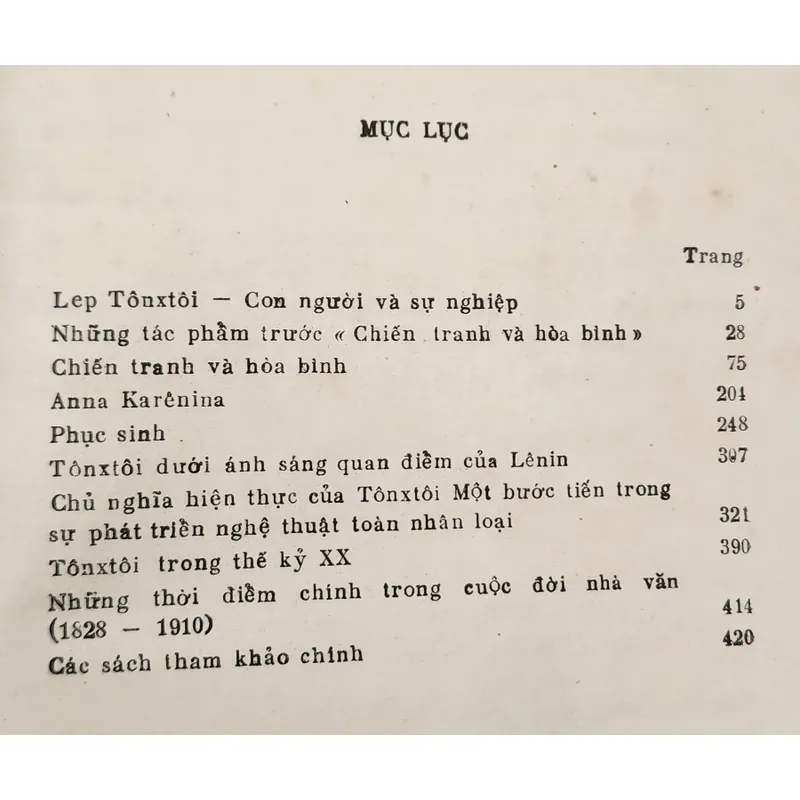 MỤC LỤC
Trang
Lep Tônxtôi — Con người và sự nghiệp 5
Những tác phẩm trước « Chiến tranh và hòa bình » 28
Chiến tranh và hòa bình 75
Anna Karênina 204
Phục sinh 248
Tônxtôi dưới ánh sáng quan điểm của Lênin 307
Chủ nghĩa hiện thực của Tônxtôi Một bước tiến trong
sự phát triển nghệ thuật toàn nhân loại 321
Tônxtôi trong thế kỷ XX 390
Những thời điểm chính trong cuộc đời nhà văn
(1828 — 1910) 414
Các sách tham khảo chính 420